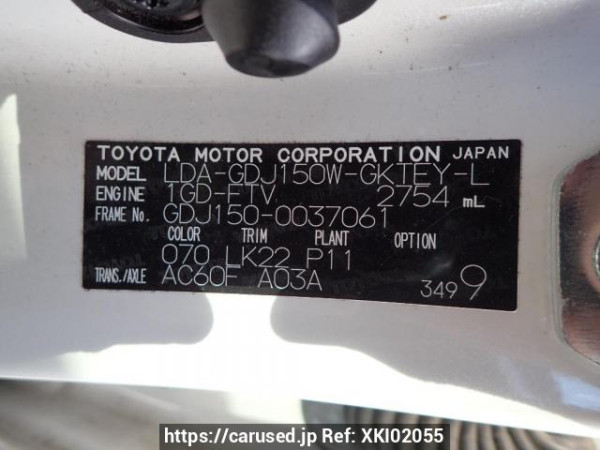 TOYOTA MOTOR CORPORATION JAPAN
MODEL LDA-GDJ150W-GKTEY-L
ENGINE 1GD-FTV 2754 mL
FRAME No. GDJ150-0037061
COLOR TRIM PLANT OPTION
070 LK22 P11
TRANS./AXLE AC60F A03A 349 9
https://carused.jp Ref: XKI02055